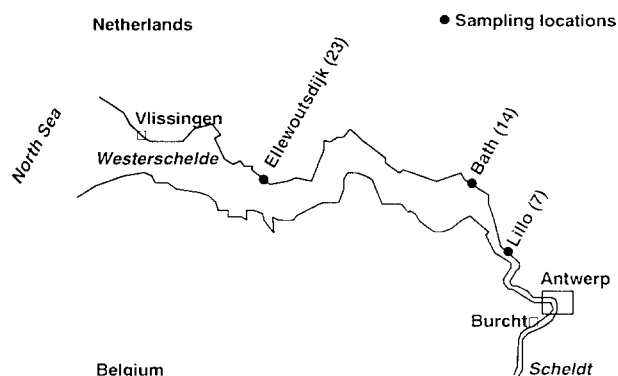 Netherlands
Sampling locations
North Sea
Vlissingen
Westerschelde
Ellewoutsdijk (23)
Bath (14)
Lillo (7)
Antwerp
Burcht
Belgium
Scheldt